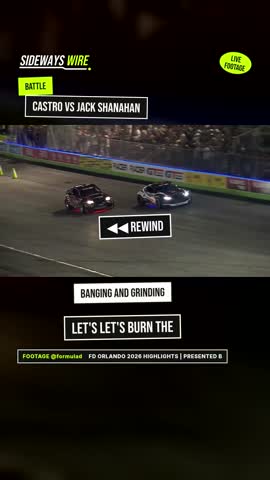 SIDEWAYS WIRE.
LIVE
FOOTAGE
BATTLE
CASTRO VS JACK SHANAHAN
REWIND
BANGING AND GRINDING
LET'S LET'S BURN THE
FOOTAGE @formulad FD ORLANDO 2026 HIGHLIGHTS | PRESENTED B